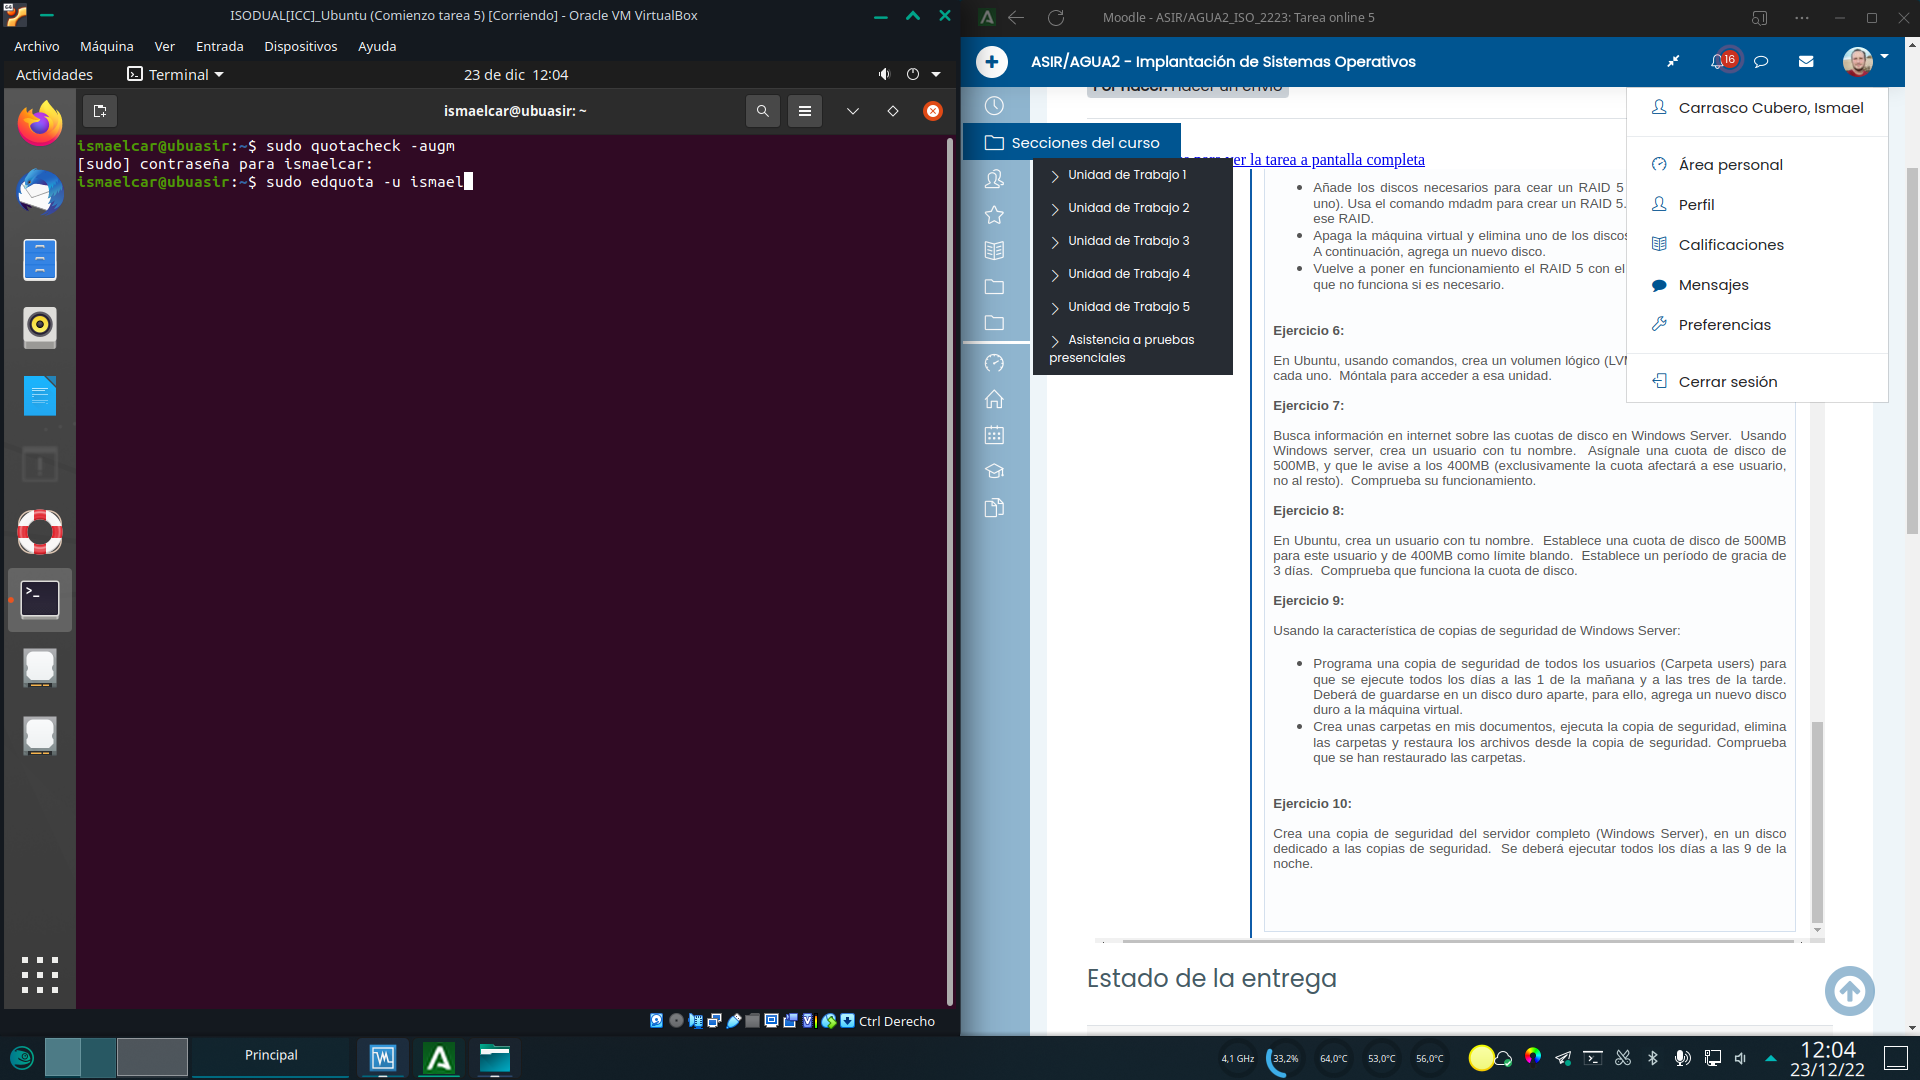 ISODUAL[ICC]_Ubuntu (Comienzo tarea 5) [Corriendo] - Oracle VM VirtualBox
Archivo Máquina Ver Entrada Dispositivos Ayuda
Actividades Terminal 23 de dic 12:04
ismaelcar@ubuasir: ~
ismaelcar@ubuasir:~$ sudo quotacheck -augm
[sudo] contraseña para ismaelcar:
ismaelcar@ubuasir:~$ sudo edquota -u ismael
Ctrl Derecho
Moodle - ASIR/AGUA2_ISO_2223: Tarea online 5
ASIR/AGUA2 - Implantación de Sistemas Operativos
16
Por hacer: Hacer un envío
Secciones del curso
Unidad de Trabajo 1
Unidad de Trabajo 2
Unidad de Trabajo 3
Unidad de Trabajo 4
Unidad de Trabajo 5
Asistencia a pruebas
presenciales
ver la tarea a pantalla completa
Carrasco Cubero, Ismael
Área personal
Perfil
Calificaciones
Mensajes
Preferencias
Cerrar sesión
• Añade los discos necesarios para cear un RAID 5
uno). Usa el comando mdadm para crear un RAID 5.
ese RAID.
• Apaga la máquina virtual y elimina uno de los discos
A continuación, agrega un nuevo disco.
• Vuelve a poner en funcionamiento el RAID 5 con el
que no funciona si es necesario.
Ejercicio 6:
En Ubuntu, usando comandos, crea un volumen lógico (LVM
cada uno. Móntala para acceder a esa unidad.
Ejercicio 7:
Busca información en internet sobre las cuotas de disco en Windows Server. Usando
Windows server, crea un usuario con tu nombre. Asígnale una cuota de disco de
500MB, y que le avise a los 400MB (exclusivamente la cuota afectará a ese usuario,
no al resto). Comprueba su funcionamiento.
Ejercicio 8:
En Ubuntu, crea un usuario con tu nombre. Establece una cuota de disco de 500MB
para este usuario y de 400MB como límite blando. Establece un período de gracia de
3 días. Comprueba que funciona la cuota de disco.
Ejercicio 9:
Usando la característica de copias de seguridad de Windows Server:
• Programa una copia de seguridad de todos los usuarios (Carpeta users) para
que se ejecute todos los días a las 1 de la mañana y a las tres de la tarde.
Deberá de guardarse en un disco duro aparte, para ello, agrega un nuevo disco
duro a la máquina virtual.
• Crea unas carpetas en mis documentos, ejecuta la copia de seguridad, elimina
las carpetas y restaura los archivos desde la copia de seguridad. Comprueba
que se han restaurado las carpetas.
Ejercicio 10:
Crea una copia de seguridad del servidor completo (Windows Server), en un disco
dedicado a las copias de seguridad. Se deberá ejecutar todos los días a las 9 de la
noche.
Estado de la entrega
Principal
4,1 GHz 33,2% 64,0°C 53,0°C 56,0°C
12:04
23/12/22